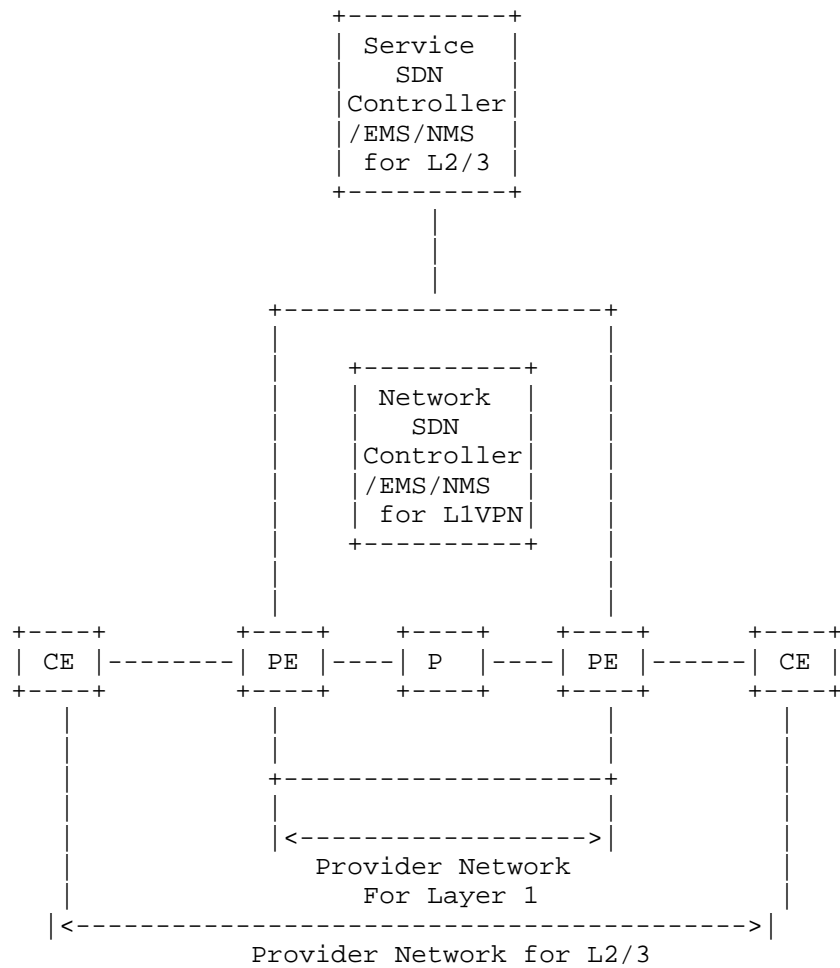 Service
SDN
Controller
/EMS/NMS
for L2/3
Network
SDN
Controller
/EMS/NMS
for L1VPN
CE PE P PE CE
Provider Network
For Layer 1
Provider Network for L2/3